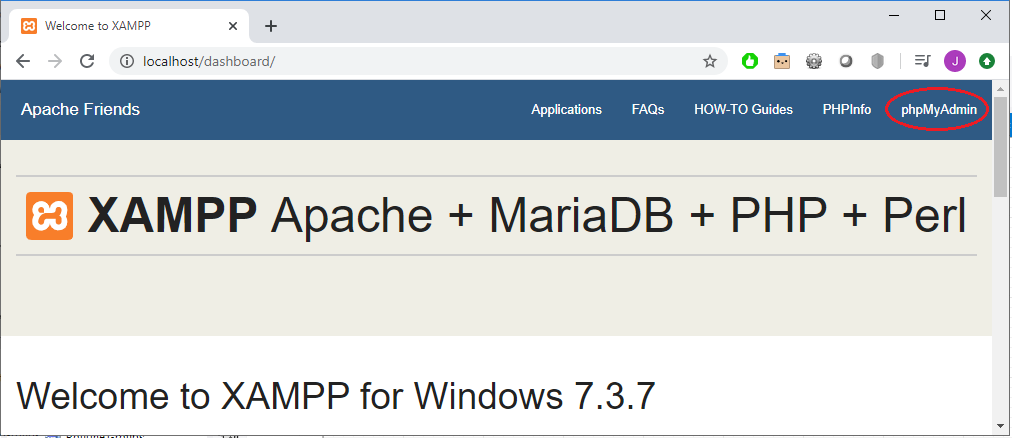 Welcome to XAMPP
localhost/dashboard/
J
Apache Friends
Applications
FAQs
HOW-TO Guides
PHPInfo
phpMyAdmin
XAMPP Apache + MariaDB + PHP + Perl
Welcome to XAMPP for Windows 7.3.7